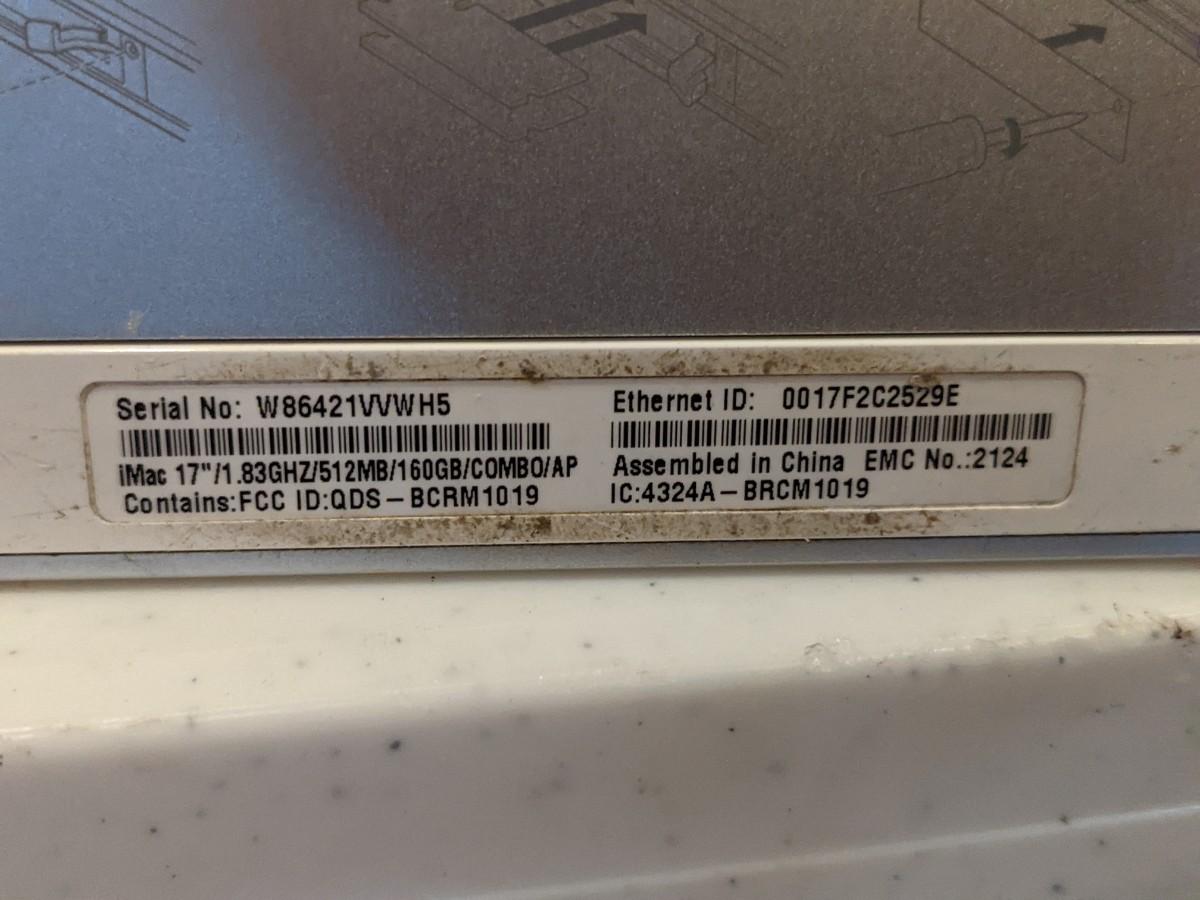 Serial No: W86421VVWH5
Ethernet ID: 0017F2C2529E
iMac 17"/1.83GHZ/512MB/160GB/COMBO/AP
Assembled in China EMC No.:2124
Contains:FCC ID:QDS-BCRM1019
IC:4324A-BRCM1019